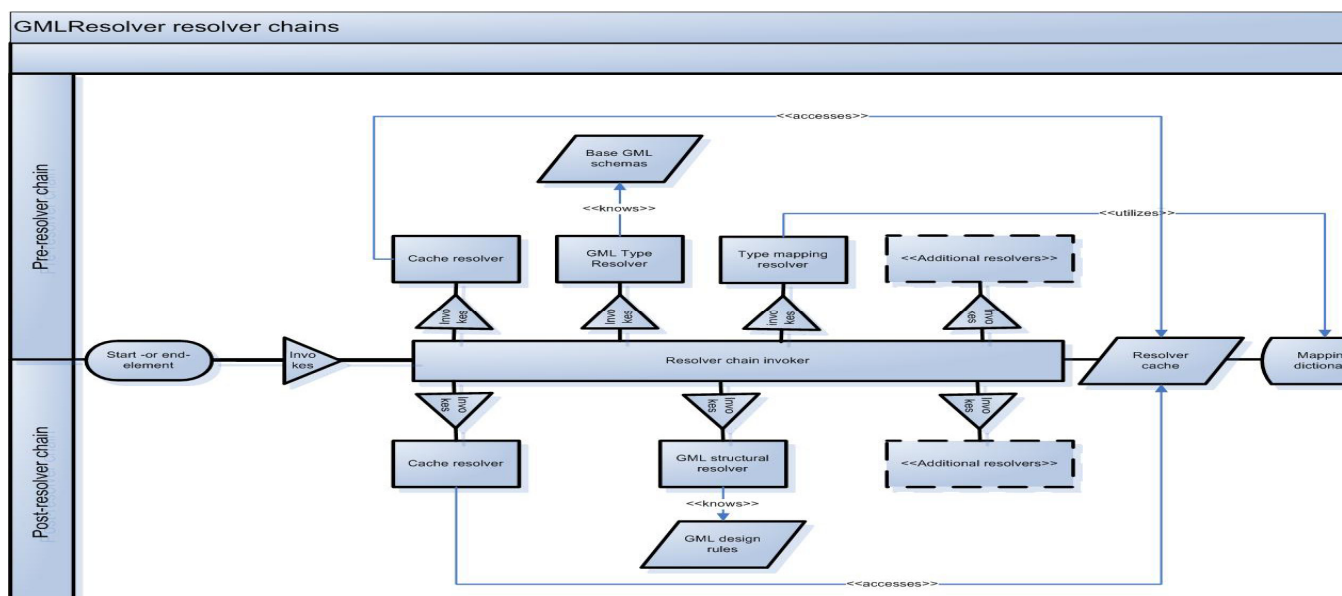 GMLResolver resolver chains
Pre-resolver chain
<<accesses>>
Base GML
schemas
<<knows>>
<<utilizes>>
Cache resolver
GML Type
Resolver
Type mapping
resolver
<<Additional resolvers>>
Invo
kes
Invo
kes
invo
kes
Invo
kes
Start -or end-
element
Invo
kes
Resolver chain invoker
Resolver
cache
Mappin
dictiona
Post-resolver chain
Invo
kes
Invo
kes
Invo
kes
Cache resolver
GML structural
resolver
<<Additional resolvers>>
<<knows>>
GML design
rules
<<accesses>>